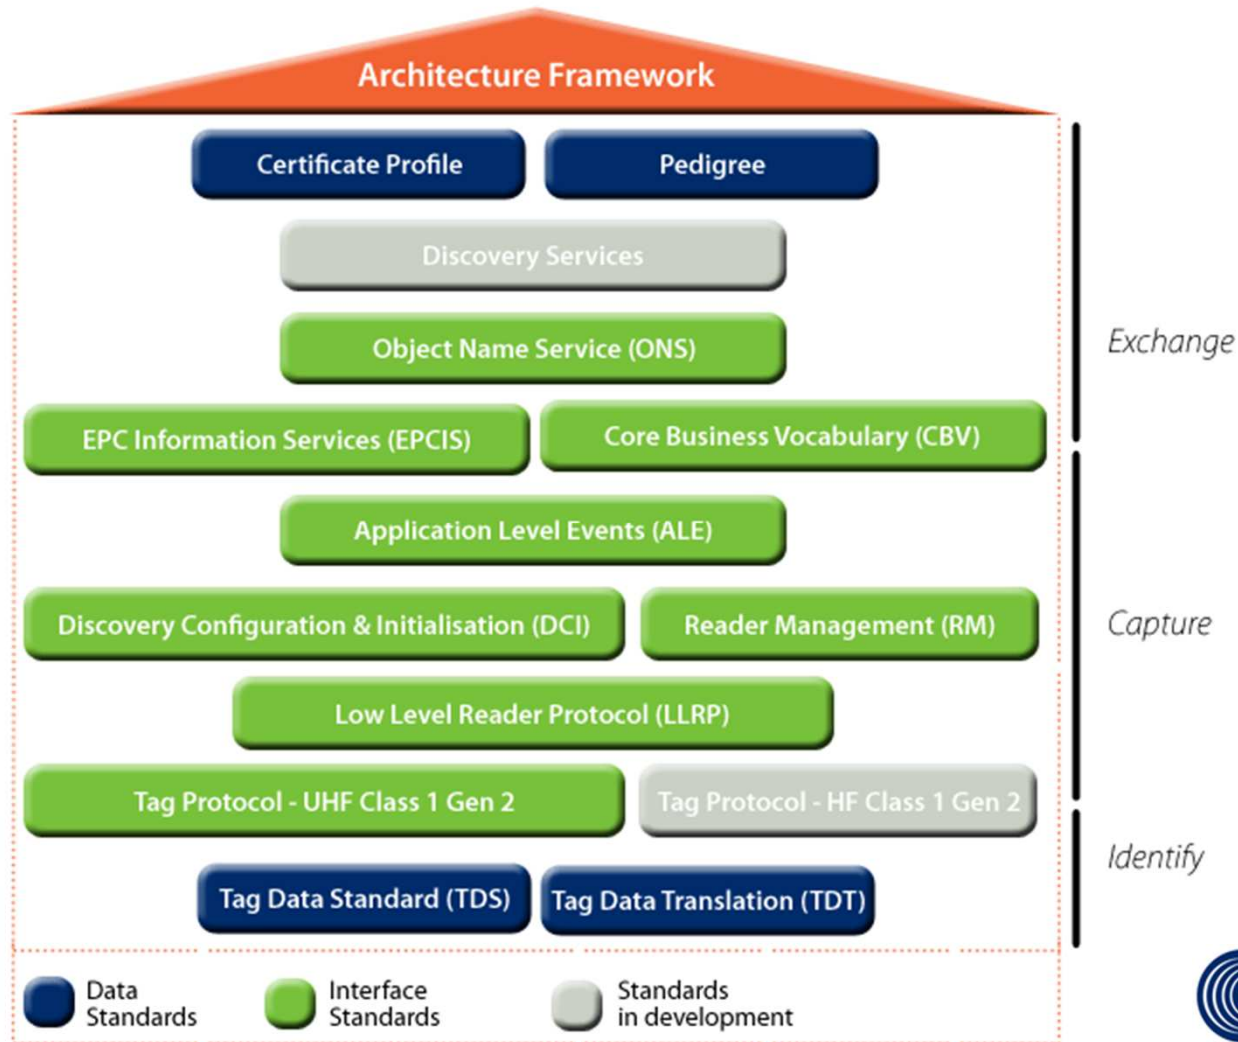 Architecture Framework
Certificate Profile
Pedigree
Discovery Services
Object Name Service (ONS)
Exchange
EPC Information Services (EPCIS)
Core Business Vocabulary (CBV)
Application Level Events (ALE)
Discovery Configuration & Initialisation (DCI)
Reader Management (RM)
Capture
Low Level Reader Protocol (LLRP)
Tag Protocol - UHF Class 1 Gen 2
Tag Protocol - HF Class 1 Gen 2
Identify
Tag Data Standard (TDS)
Tag Data Translation (TDT)
Data
Standards
Interface
Standards
Standards
in development